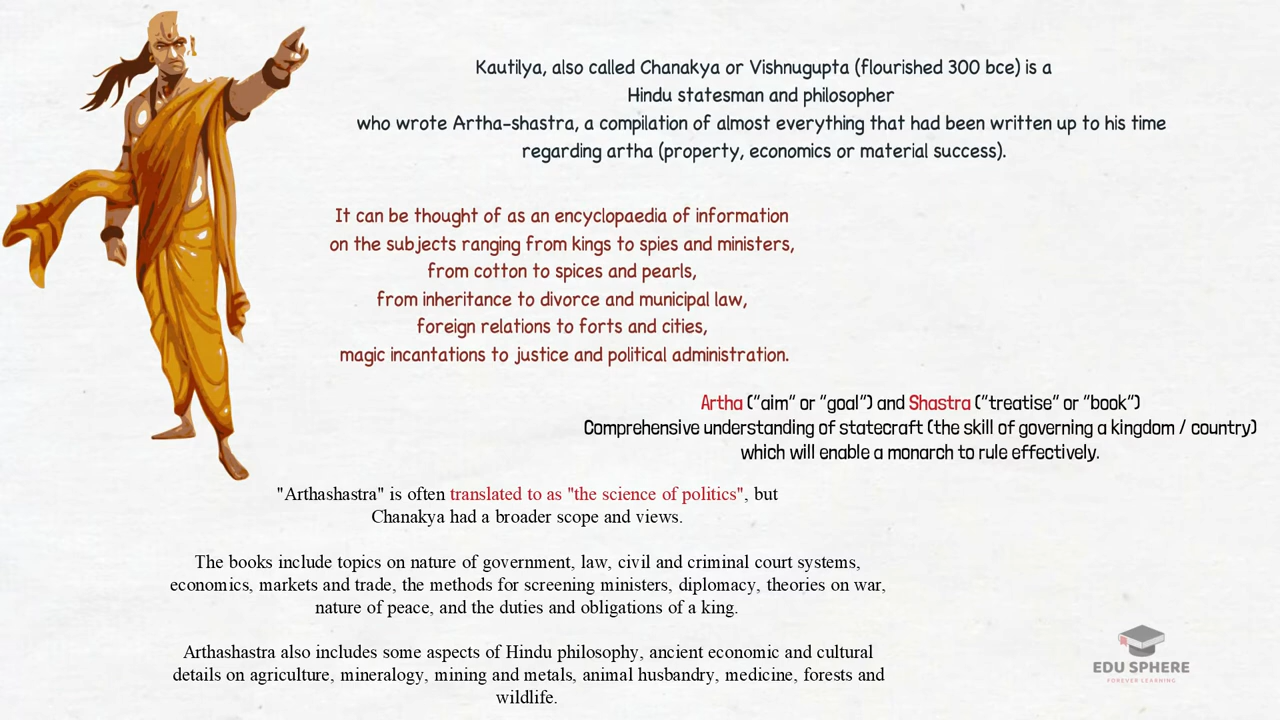 Kautilya, also called Chanakya or Vishnugupta (flourished 300 bce) is a
Hindu statesman and philosopher
who wrote Artha-shastra, a compilation of almost everything that had been written up to his time
regarding artha (property, economics or material success).
It can be thought of as an encyclopaedia of information
on the subjects ranging from kings to spies and ministers,
from cotton to spices and pearls,
from inheritance to divorce and municipal law,
foreign relations to forts and cities,
magic incantations to justice and political administration.
Artha ("aim" or "goal") and Shastra ("treatise" or "book")
Comprehensive understanding of statecraft (the skill of governing a kingdom / country)
which will enable a monarch to rule effectively.
"Arthashastra" is often translated to as "the science of politics", but
Chanakya had a broader scope and views.
The books include topics on nature of government, law, civil and criminal court systems,
economics, markets and trade, the methods for screening ministers, diplomacy, theories on war,
nature of peace, and the duties and obligations of a king.
Arthashastra also includes some aspects of Hindu philosophy, ancient economic and cultural
details on agriculture, mineralogy, mining and metals, animal husbandry, medicine, forests and
wildlife.
EDU SPHERE
FOREVER LEARNING